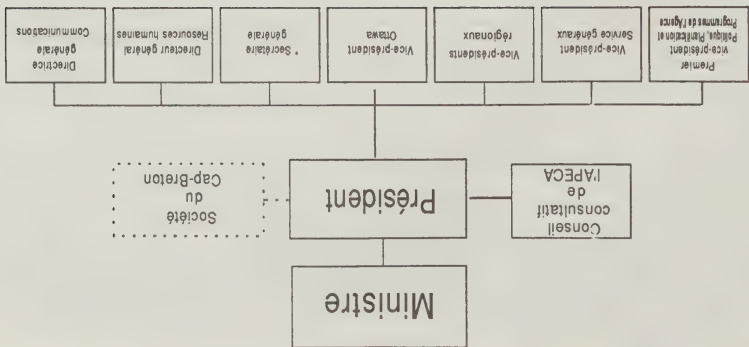 Ministre
Conseil
consultatif
de
l'APECA
Président
Société
du
Cap-Breton
Premier
vice-président
Politique, Planification et
Programmes de l'Agence
Vice-président
Service généraux
Vice-présidents
régionaux
Vice-président
Ottawa
* Secrétaire
générale
Directeur général
Resources humaines
Directrice
générale
Communications